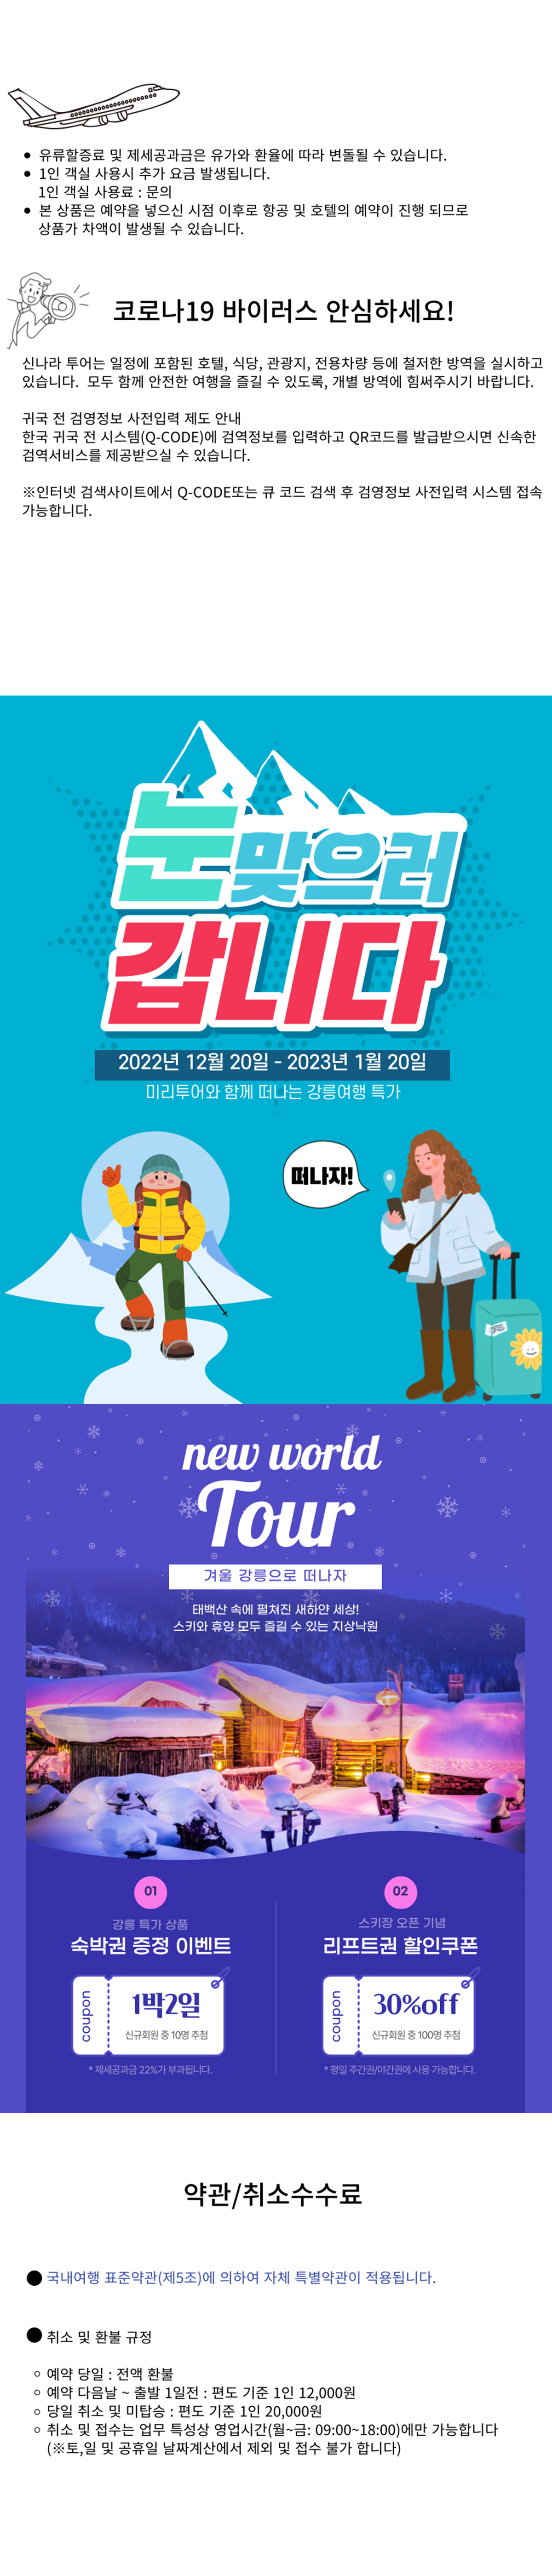 ● 유류할증료 및 제세공과금은 유가와 환율에 따라 변돌될 수 있습니다.
● 1인 객실 사용시 추가 요금 발생됩니다.
1인 객실 사용료 : 문의
● 본 상품은 예약을 넣으신 시점 이후로 항공 및 호텔의 예약이 진행 되므로
상품가 차액이 발생될 수 있습니다.
코로나19 바이러스 안심하세요!
신나라 투어는 일정에 포함된 호텔, 식당, 관광지, 전용차량 등에 철저한 방역을 실시하고
있습니다. 모두 함께 안전한 여행을 즐길 수 있도록, 개별 방역에 힘써주시기 바랍니다.
귀국 전 검영정보 사전입력 제도 안내
한국 귀국 전 시스템(Q-CODE)에 검역정보를 입력하고 QR코드를 발급받으시면 신속한
검역서비스를 제공받으실 수 있습니다.
※인터넷 검색사이트에서 Q-CODE또는 큐 코드 검색 후 검영정보 사전입력 시스템 접속
가능합니다.
눈맞으러
갑니다
2022년 12월 20일 - 2023년 1월 20일
미리투어와 함께 떠나는 강릉여행 특가
떠나자!
new world
Tour
겨울 강릉으로 떠나자
태백산 속에 펼쳐진 새하얀 세상!
스키와 휴양 모두 즐길 수 있는 지상낙원
01
강릉 특가 상품
숙박권 증정 이벤트
coupon
1박2일
신규회원 중 10명 추첨
* 제세공과금 22%가 부과됩니다.
02
스키장 오픈 기념
리프트권 할인쿠폰
coupon
30%off
신규회원 중 100명 추첨
* 평일 주간권/야간권에 사용 가능합니다.
약관/취소수수료
● 국내여행 표준약관(제5조)에 의하여 자체 특별약관이 적용됩니다.
● 취소 및 환불 규정
○ 예약 당일 : 전액 환불
○ 예약 다음날 ~ 출발 1일전 : 편도 기준 1인 12,000원
○ 당일 취소 및 미탑승 : 편도 기준 1인 20,000원
○ 취소 및 접수는 업무 특성상 영업시간(월~금: 09:00~18:00)에만 가능합니다
(※토,일 및 공휴일 날짜계산에서 제외 및 접수 불가 합니다)